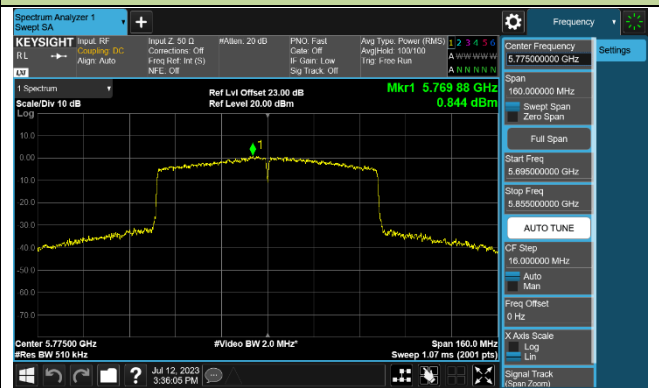 Spectrum Analyzer 1
Swept SA
Frequency
KEYSIGHT
RL
LXI
Input: RF
Coupling: DC
Align: Auto
Input Z: 50 Ω
Corrections: Off
Freq Ref: Int (S)
NFE: Off
#Atten: 20 dB
PNO: Fast
Gate: Off
IF Gain: Low
Sig Track: Off
Avg Type: Power (RMS)
Avg|Hold: 100/100
Trig: Free Run
1 2 3 4 5 6
A W W W W W
A N N N N N
1 Spectrum
Scale/Div 10 dB
Log
Ref Lvl Offset 23.00 dB
Ref Level 20.00 dBm
Mkr1 5.769 88 GHz
0.844 dBm
1
10.0
0.00
-10.0
-20.0
-30.0
-40.0
-50.0
-60.0
-70.0
Center 5.77500 GHz
#Res BW 510 kHz
#Video BW 2.0 MHz*
Span 160.0 MHz
Sweep 1.07 ms (2001 pts)
Center Frequency
5.775000000 GHz
Settings
Span
160.000000 MHz
Swept Span
Zero Span
Full Span
Start Freq
5.695000000 GHz
Stop Freq
5.855000000 GHz
AUTO TUNE
CF Step
16.000000 MHz
Auto
Man
Freq Offset
0 Hz
X Axis Scale
Log
Lin
Signal Track
(Span Zoom)
?
Jul 12, 2023
3:36:05 PM